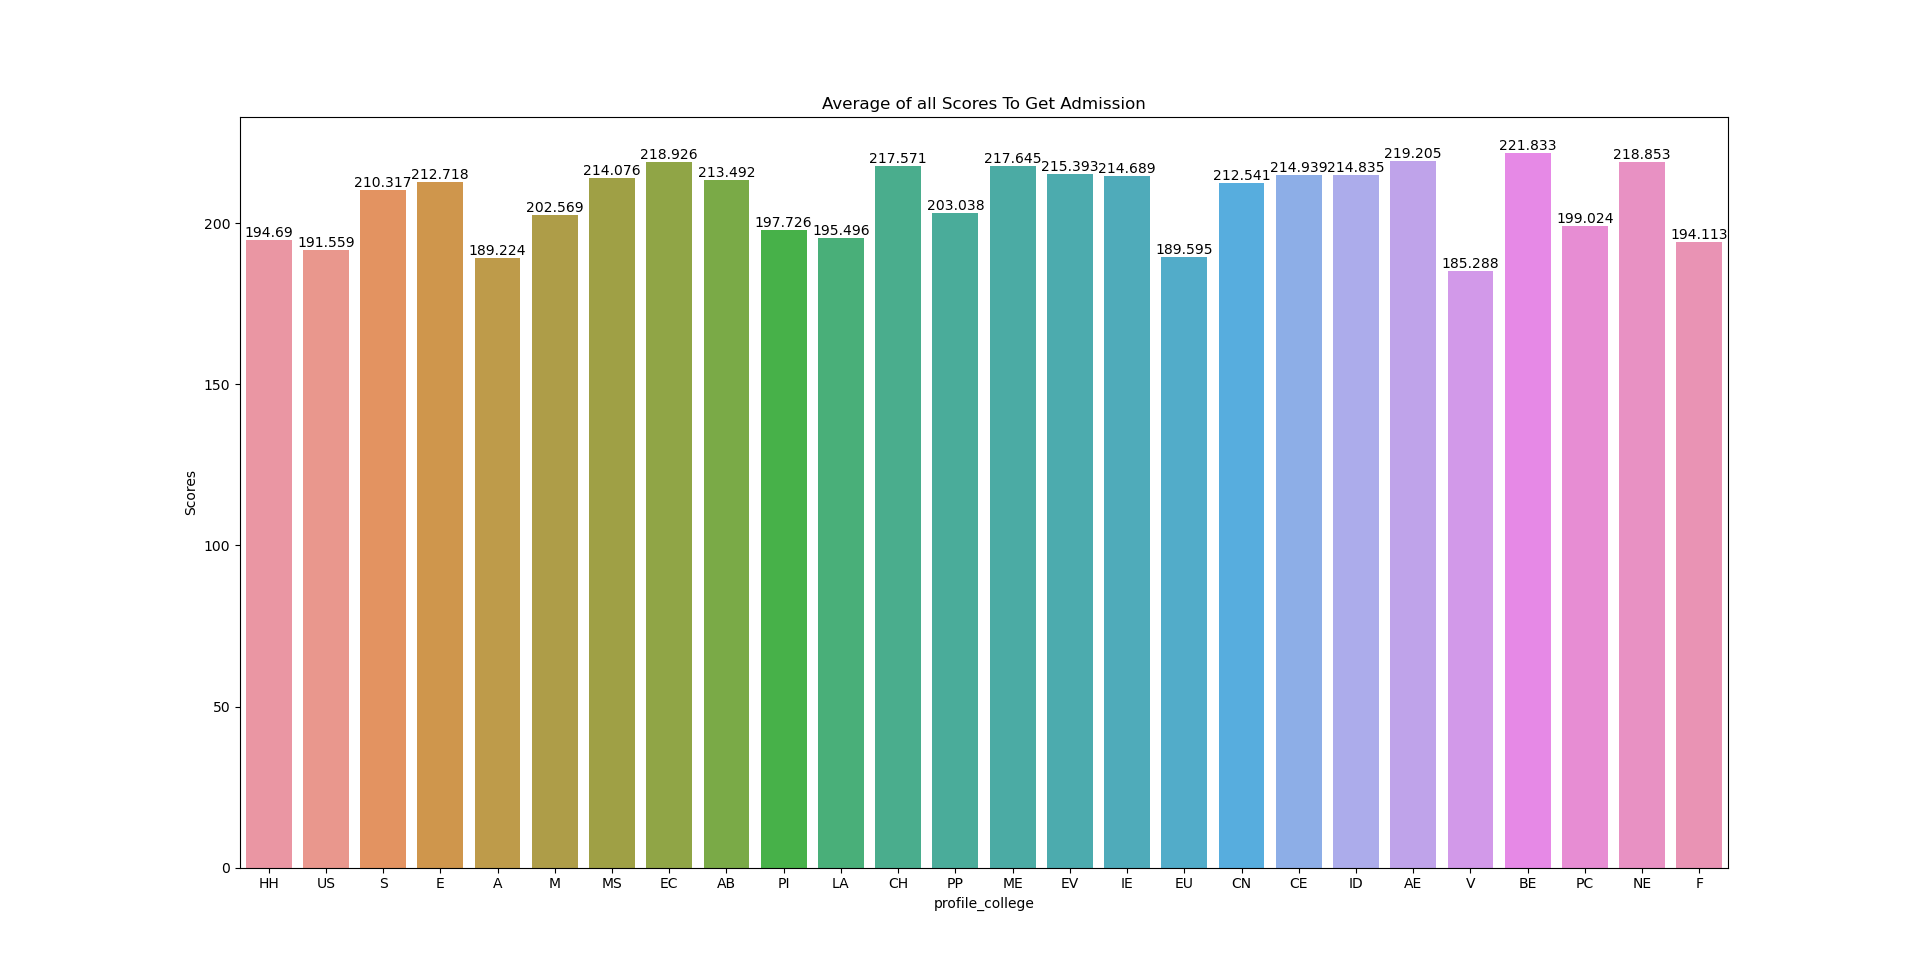 Average of all Scores To Get Admission
194.69 191.559 210.317 212.718 189.224 202.569 214.076 218.926 213.492 197.726 195.496 217.571 203.038 217.645 215.393 214.689 189.595 212.541 214.939 214.835 219.205 185.288 221.833 199.024 218.853 194.113
200
150
100
50
0
Scores
HH US S E A M MS EC AB PI LA CH PP ME EV IE EU CN CE ID AE V BE PC NE F
profile_college